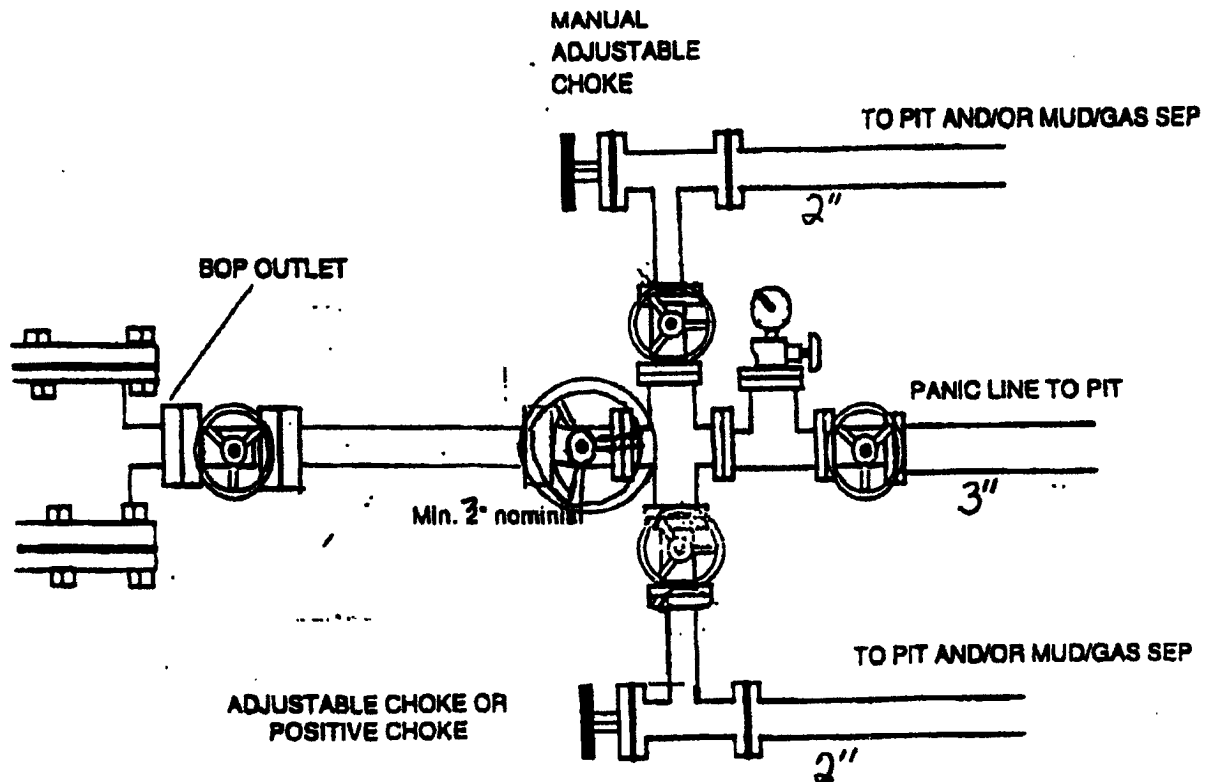 MANUAL
ADJUSTABLE
CHOKE
TO PIT AND/OR MUD/GAS SEP
2"
BOP OUTLET
PANIC LINE TO PIT
3"
Min. nominal
TO PIT AND/OR MUD/GAS SEP
ADJUSTABLE CHOKE OR
POSITIVE CHOKE
2"